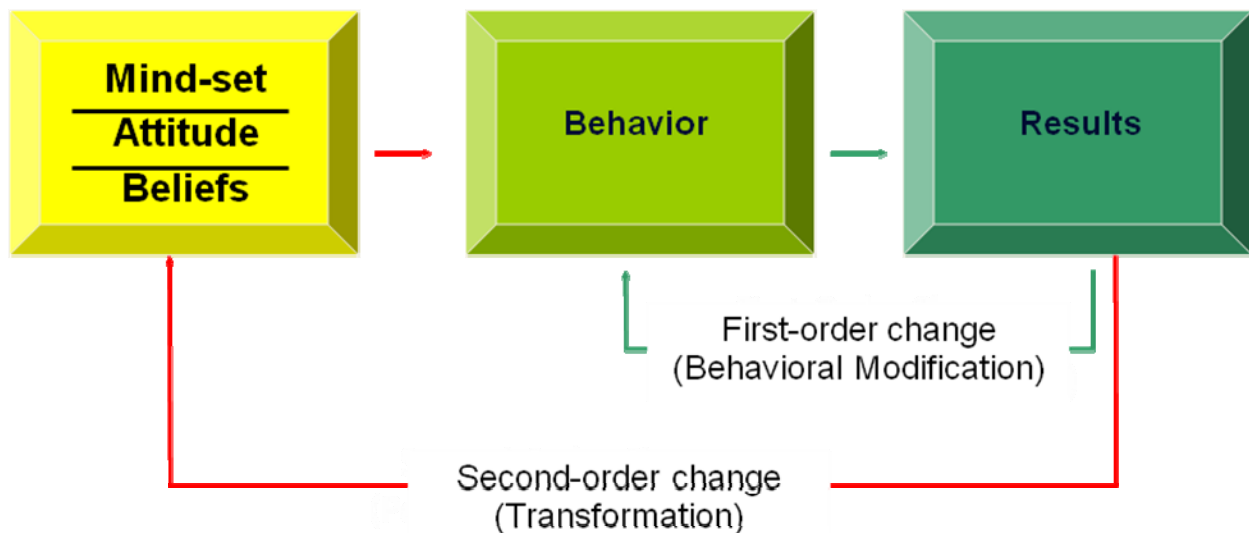 Mind-set
Attitude
Beliefs
Behavior
Results
First-order change
(Behavioral Modification)
Second-order change
(Transformation)